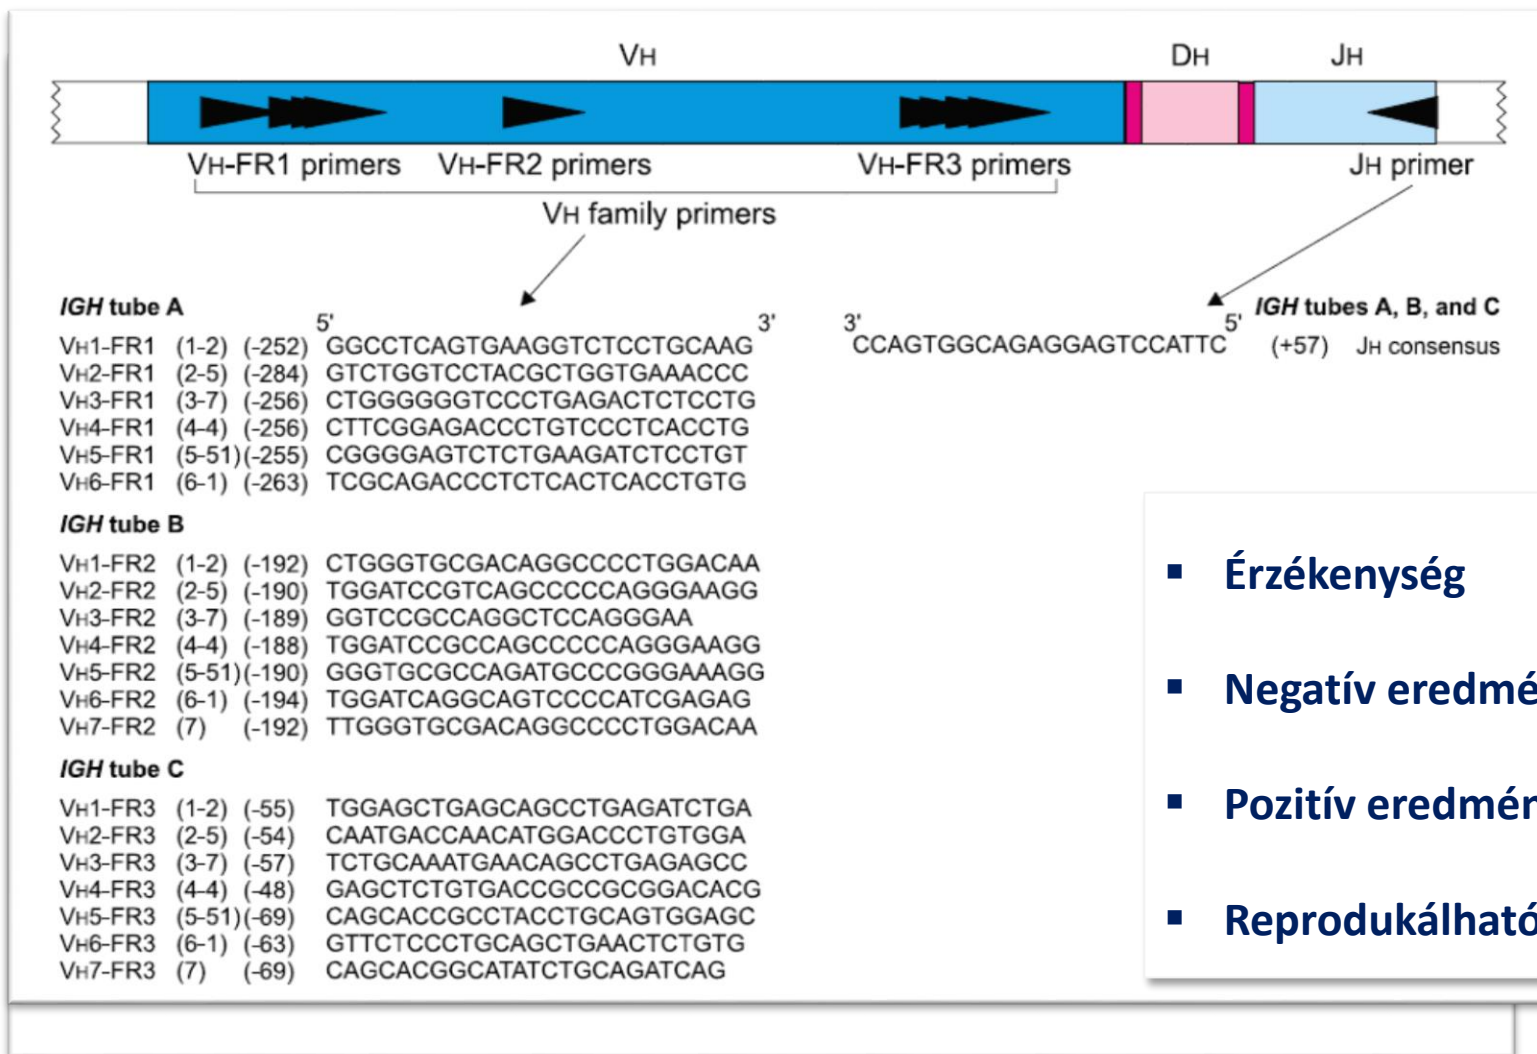 VH DH JH
VH-FR1 primers VH-FR2 primers VH-FR3 primers JH primer
VH family primers
IGH tube A
5' 3'
VH1-FR1 (1-2) (-252) GGCCTCAGTGAAGGTCTCCTGCAAG
VH2-FR1 (2-5) (-284) GTCTGGTCCTACGCTGGTGAAACCC
VH3-FR1 (3-7) (-256) CTGGGGGGTCCCTGAGACTCTCCTG
VH4-FR1 (4-4) (-256) CTTCGGAGACCCTGTCCCTCACCTG
VH5-FR1 (5-51) (-255) CGGGGAGTCTCTGAAGATCTCCTGT
VH6-FR1 (6-1) (-263) TCGCAGACCCTCTCACTCACCTGTG
3' 5' IGH tubes A, B, and C
CCAGTGGCAGAGGAGTCCATTC (+57) JH consensus
IGH tube B
VH1-FR2 (1-2) (-192) CTGGGTGCGACAGGCCCCTGGACAA
VH2-FR2 (2-5) (-190) TGGATCCGTCAGCCCCCAGGGAAGG
VH3-FR2 (3-7) (-189) GGTCCGCCAGGCTCCAGGGAA
VH4-FR2 (4-4) (-188) TGGATCCGCCAGCCCCCAGGGAAGG
VH5-FR2 (5-51) (-190) GGGTGCGCCAGATGCCCGGGAAAGG
VH6-FR2 (6-1) (-194) TGGATCAGGCAGTCCCCATCGAGAG
VH7-FR2 (7) (-192) TTGGGTGCGACAGGCCCCTGGACAA
IGH tube C
VH1-FR3 (1-2) (-55) TGGAGCTGAGCAGCCTGAGATCTGA
VH2-FR3 (2-5) (-54) CAATGACCAACATGGACCCTGTGGA
VH3-FR3 (3-7) (-57) TCTGCAAATGAACAGCCTGAGAGCC
VH4-FR3 (4-4) (-48) GAGCTCTGTGACCGCCGCGGACACG
VH5-FR3 (5-51) (-69) CAGCACCGCCTACCTGCAGTGGAGC
VH6-FR3 (6-1) (-63) GTTCTCCCTGCAGCTGAACTCTGTG
VH7-FR3 (7) (-69) CAGCACGGCATATCTGCAGATCAG
▪ Érzékenység
▪ Negatív eredmé
▪ Pozitív eredmén
▪ Reprodukálható